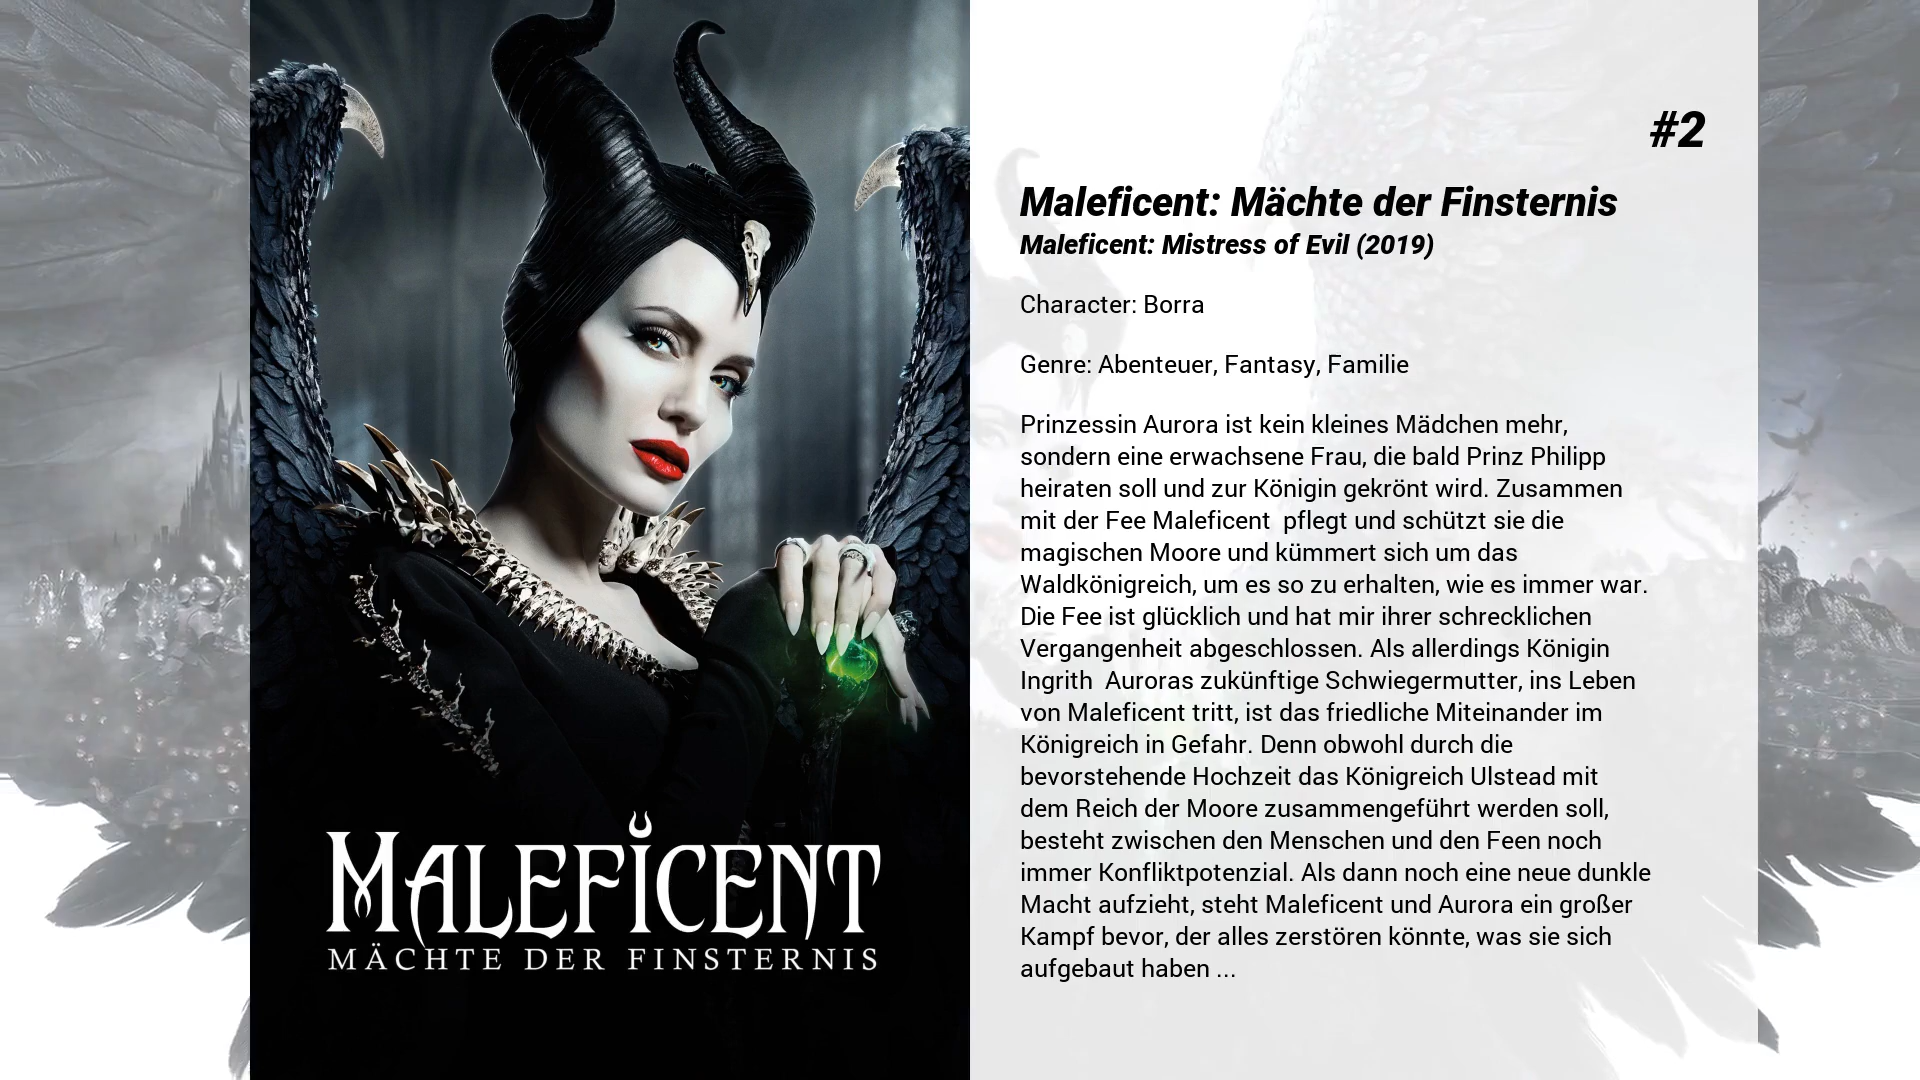 MALEFICENT
MÄCHTE DER FINSTERNIS
#2
Maleficent: Mächte der Finsternis
Maleficent: Mistress of Evil (2019)
Character: Borra
Genre: Abenteuer, Fantasy, Familie
Prinzessin Aurora ist kein kleines Mädchen mehr,
sondern eine erwachsene Frau, die bald Prinz Philipp
heiraten soll und zur Königin gekrönt wird. Zusammen
mit der Fee Maleficent  pflegt und schützt sie die
magischen Moore und kümmert sich um das
Waldkönigreich, um es so zu erhalten, wie es immer war.
Die Fee ist glücklich und hat mir ihrer schrecklichen
Vergangenheit abgeschlossen. Als allerdings Königin
Ingrith  Auroras zukünftige Schwiegermutter, ins Leben
von Maleficent tritt, ist das friedliche Miteinander im
Königreich in Gefahr. Denn obwohl durch die
bevorstehende Hochzeit das Königreich Ulstead mit
dem Reich der Moore zusammengeführt werden soll,
besteht zwischen den Menschen und den Feen noch
immer Konfliktpotenzial. Als dann noch eine neue dunkle
Macht aufzieht, steht Maleficent und Aurora ein großer
Kampf bevor, der alles zerstören könnte, was sie sich
aufgebaut haben ...